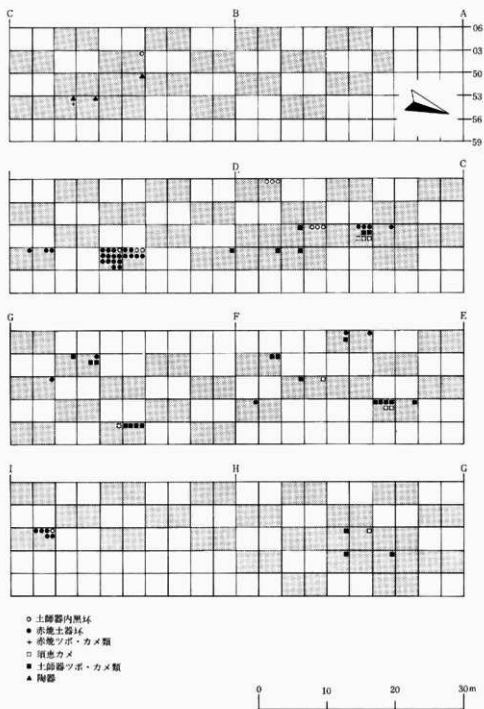 C B A
06
03
50
53
56
59
D C
G F E
I H G
○ 土師器内黒坏
● 赤焼土器坏
+ 赤焼ツボ・カメ類
□ 須恵カメ
■ 土師器ツボ・カメ類
▲ 陶器
0 10 20 30m